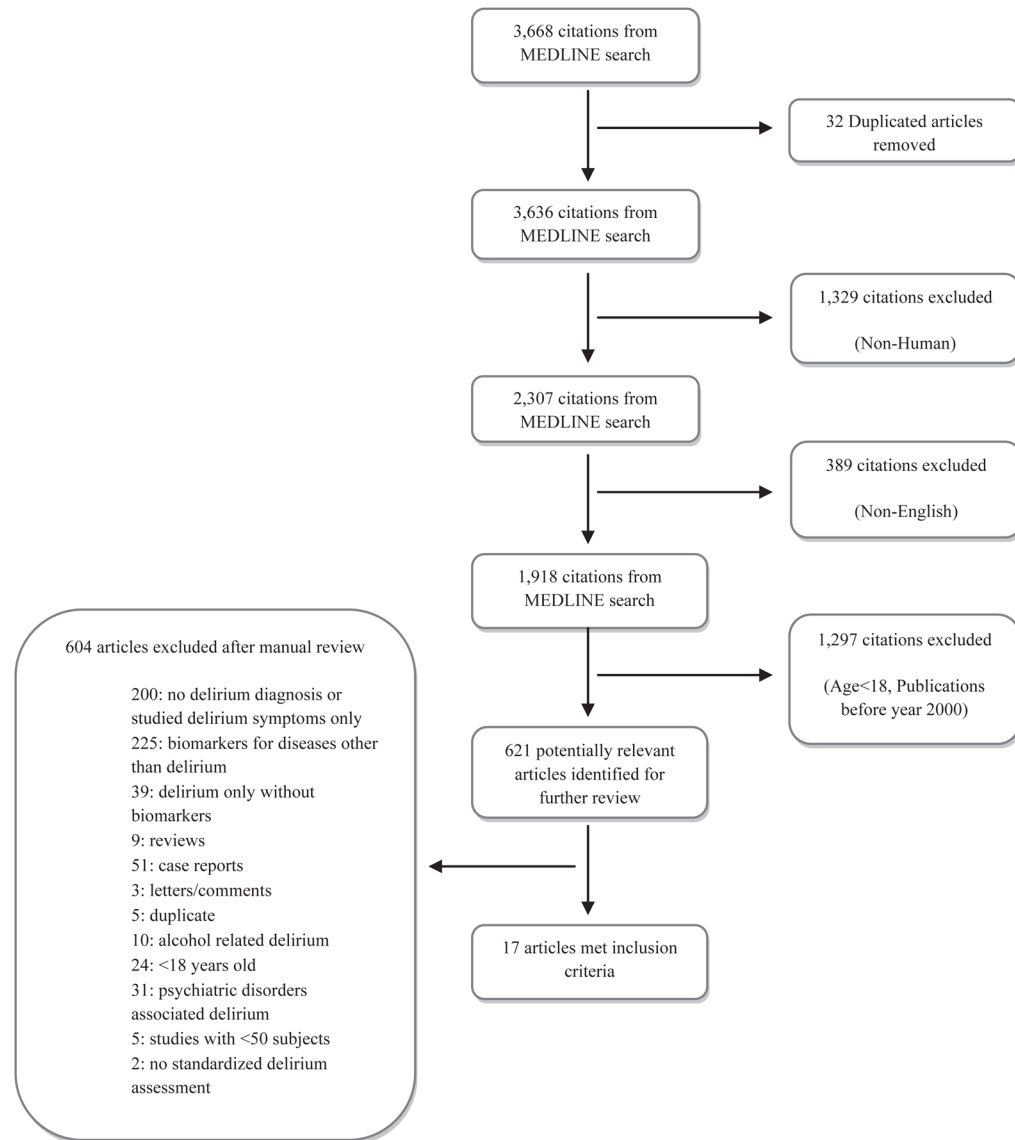 3,668 citations from
MEDLINE search
32 Duplicated articles
removed
3,636 citations from
MEDLINE search
1,329 citations excluded
(Non-Human)
2,307 citations from
MEDLINE search
389 citations excluded
(Non-English)
1,918 citations from
MEDLINE search
1,297 citations excluded
(Age<18, Publications
before year 2000)
621 potentially relevant
articles identified for
further review
604 articles excluded after manual review
200: no delirium diagnosis or
studied delirium symptoms only
225: biomarkers for diseases other
than delirium
39: delirium only without
biomarkers
9: reviews
51: case reports
3: letters/comments
5: duplicate
10: alcohol related delirium
24: <18 years old
31: psychiatric disorders
associated delirium
5: studies with <50 subjects
2: no standardized delirium
assessment
17 articles met inclusion
criteria